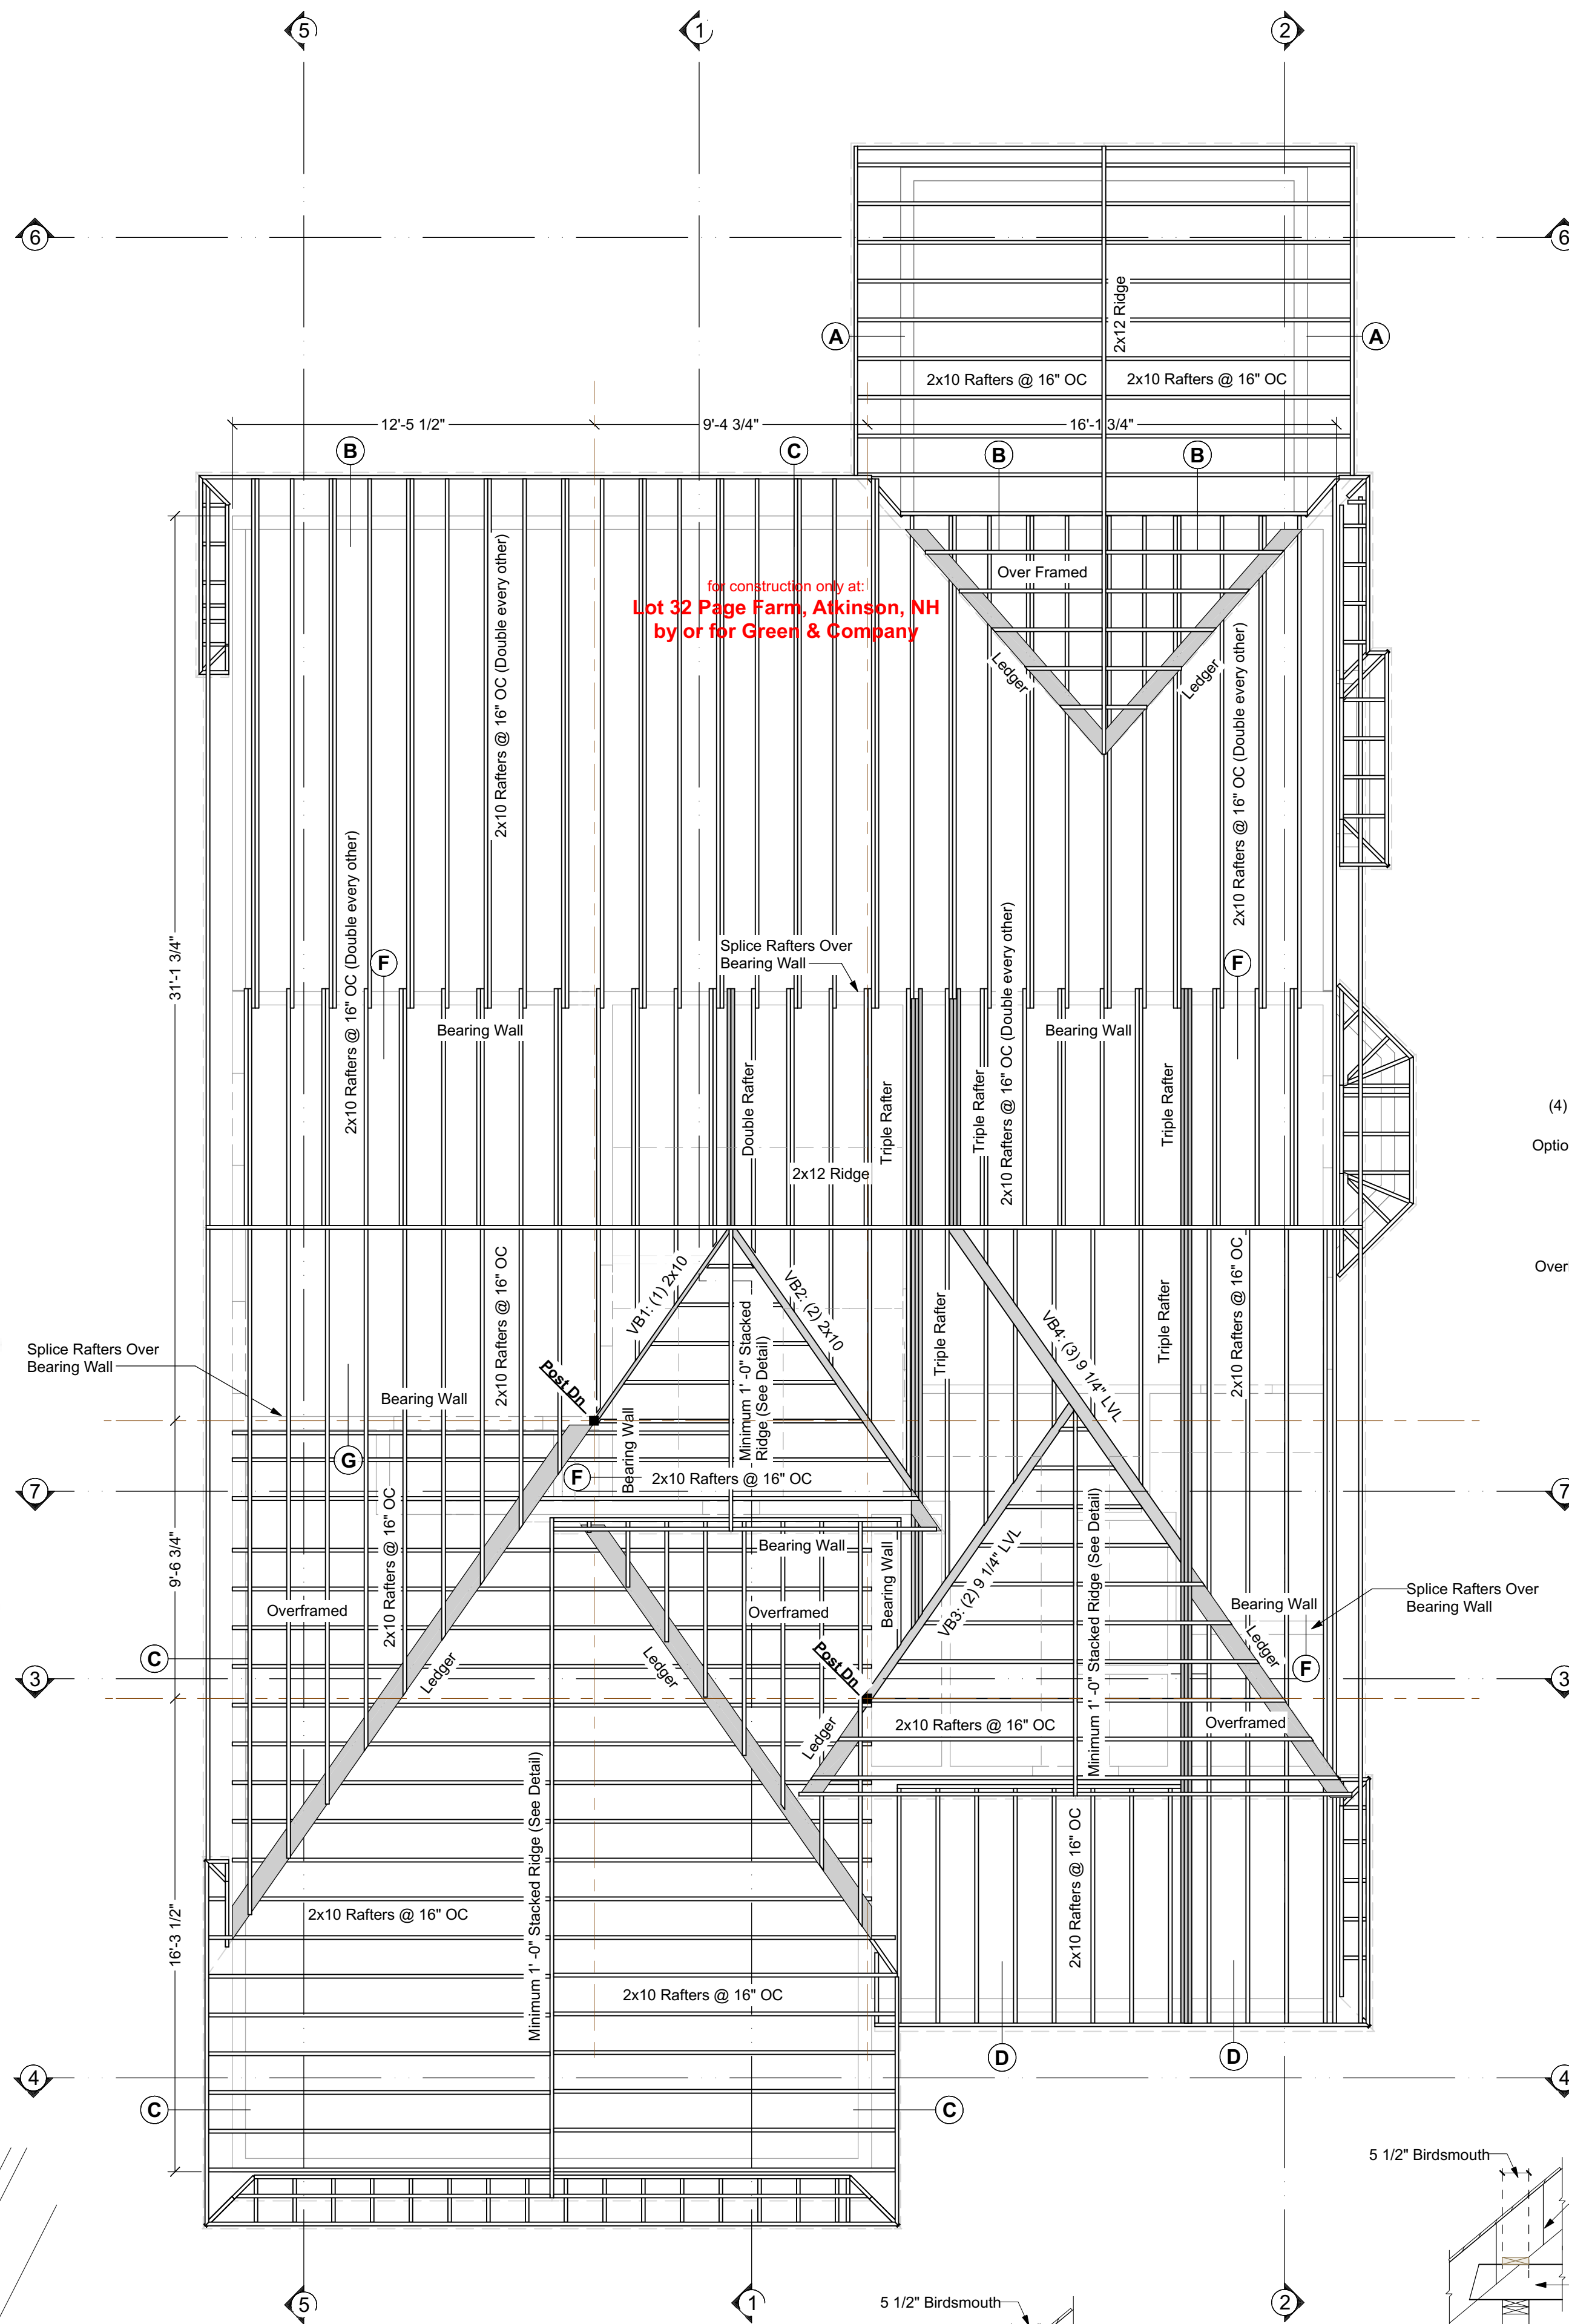 5
1
2
6
6
2x12 Ridge
A
A
2x10 Rafters @ 16" OC
2x10 Rafters @ 16" OC
12'-5 1/2"
9'-4 3/4"
16'-1 3/4"
B
C
B
B
2x10 Rafters @ 16" OC (Double every other)
for construction only at:
Lot 32 Page Farm, Atkinson, NH
by or for Green & Company
Over Framed
Ledger
Ledger
2x10 Rafters @ 16" OC (Double every other)
31'-1 3/4"
2x10 Rafters @ 16" OC (Double every other)
F
Splice Rafters Over
Bearing Wall
2x10 Rafters @ 16" OC (Double every other)
F
Bearing Wall
Bearing Wall
Double Rafter
Triple Rafter
Triple Rafter
Triple Rafter
(4)
Optio
2x12 Ridge
2x10 Rafters @ 16" OC
VB1: (1) 2x10
VB2: (2) 2x10
Minimum 1' -0" Stacked
Ridge (See Detail)
Triple Rafter
VB4: (3) 9 1/4" LVL
Triple Rafter
2x10 Rafters @ 16" OC
Over
Splice Rafters Over
Bearing Wall
Bearing Wall
Post Dn
Bearing Wall
G
F
2x10 Rafters @ 16" OC
7
7
2x10 Rafters @ 16" OC
9'-6 3/4"
Bearing Wall
Bearing Wall
VB3: (2) 9 1/4" LVL
Minimum 1' -0" Stacked Ridge (See Detail)
Bearing Wall
Splice Rafters Over
Bearing Wall
Overframed
Overframed
C
Ledger
Ledger
Post Dn
Ledger
F
3
3
Ledger
2x10 Rafters @ 16" OC
Overframed
16'-3 1/2"
2x10 Rafters @ 16" OC
Minimum 1' -0" Stacked Ridge (See Detail)
2x10 Rafters @ 16" OC
2x10 Rafters @ 16" OC
D
D
4
4
C
C
5 1/2" Birdsmouth
5
1
2
5 1/2" Birdsmouth